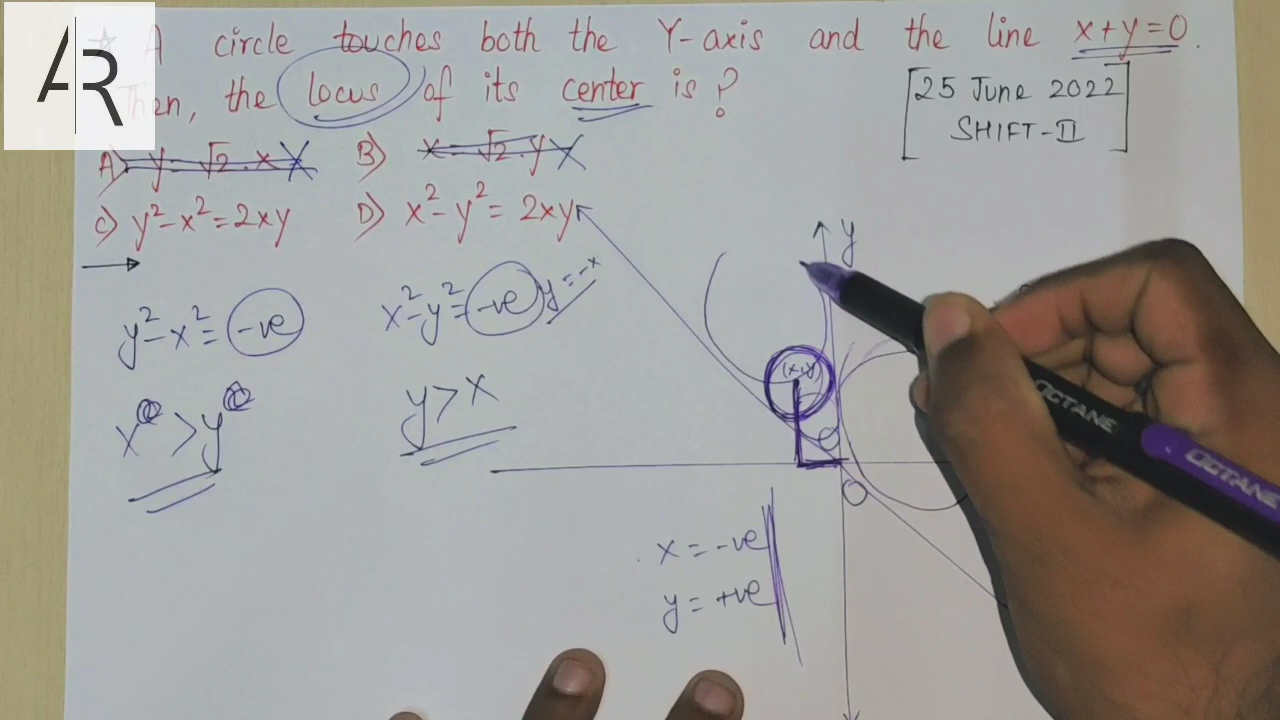 AR
☆ A circle touches both the Y-axis and the line x+y=0.
Then, the locus of its center is?
[25 June 2022
SHIFT-II]
A) y=√2.x X B) x=√2.y X
C) y²-x²=2xy D) x²-y²=2xy
y
y²-x²= -ve x²-y²= -ve y=-x
(x,y)
x > y y>x
x = -ve
y = +ve
OCTANE
OCTANE